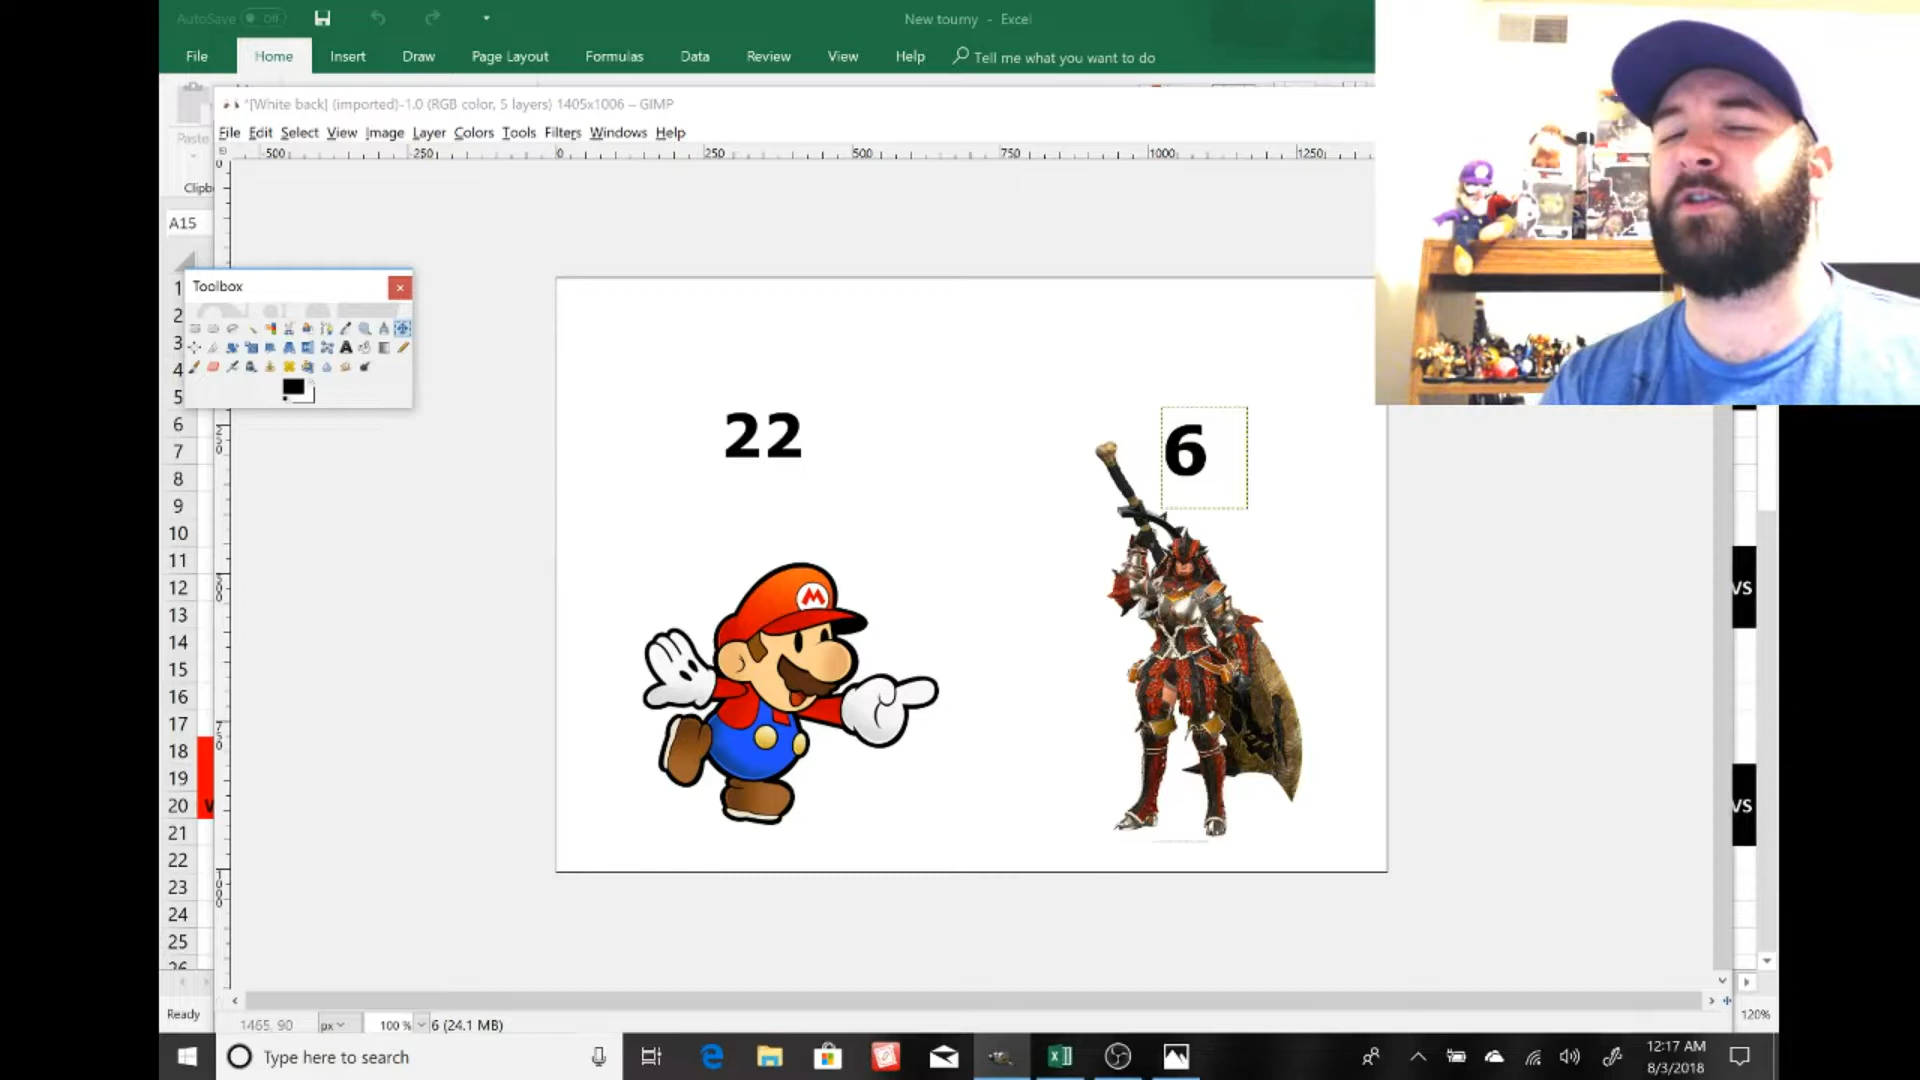 AutoSave Off
New tourny - Excel
File Home Insert Draw Page Layout Formulas Data Review View Help Tell me what you want to do
*[White back] (imported)-1.0 (RGB color, 5 layers) 1405x1006 – GIMP
Paste
File Edit Select View Image Layer Colors Tools Filters Windows Help
-500 -250 0 250 500 750 1000 1250
Clipb
A15
Toolbox
1
2
3
4
5
6
7
8
9
10
11
12
13
14
15
16
17
18
19
20
21
22
23
24
25
26
22
6
M
VS
VS
Ready
1465, 90 px 100 % 6 (24.1 MB)
120%
Type here to search
12:17 AM
8/3/2018